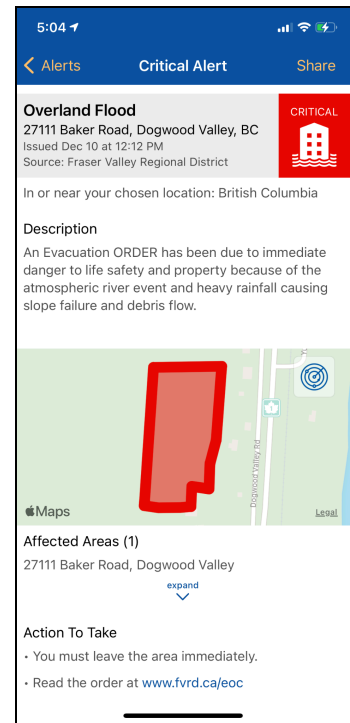 5:04
Alerts
Critical Alert
Share
Overland Flood
27111 Baker Road, Dogwood Valley, BC
Issued Dec 10 at
12:12 PM
Source: Fraser Valley Regional District
CRITICAL
In or near your chosen location: British Columbia
Description
An Evacuation ORDER has been due to immediate
danger to life safety and property because of the
atmospheric river event and heavy rainfall causing
slope failure and debris flow.
1
Dogwood Valley Rd
Maps
Legal
Affected Areas (1)
27111 Baker Road, Dogwood Valley
expand
Action To Take
• You must leave the area immediately.
• Read the order at www.fvrd.ca/eoc